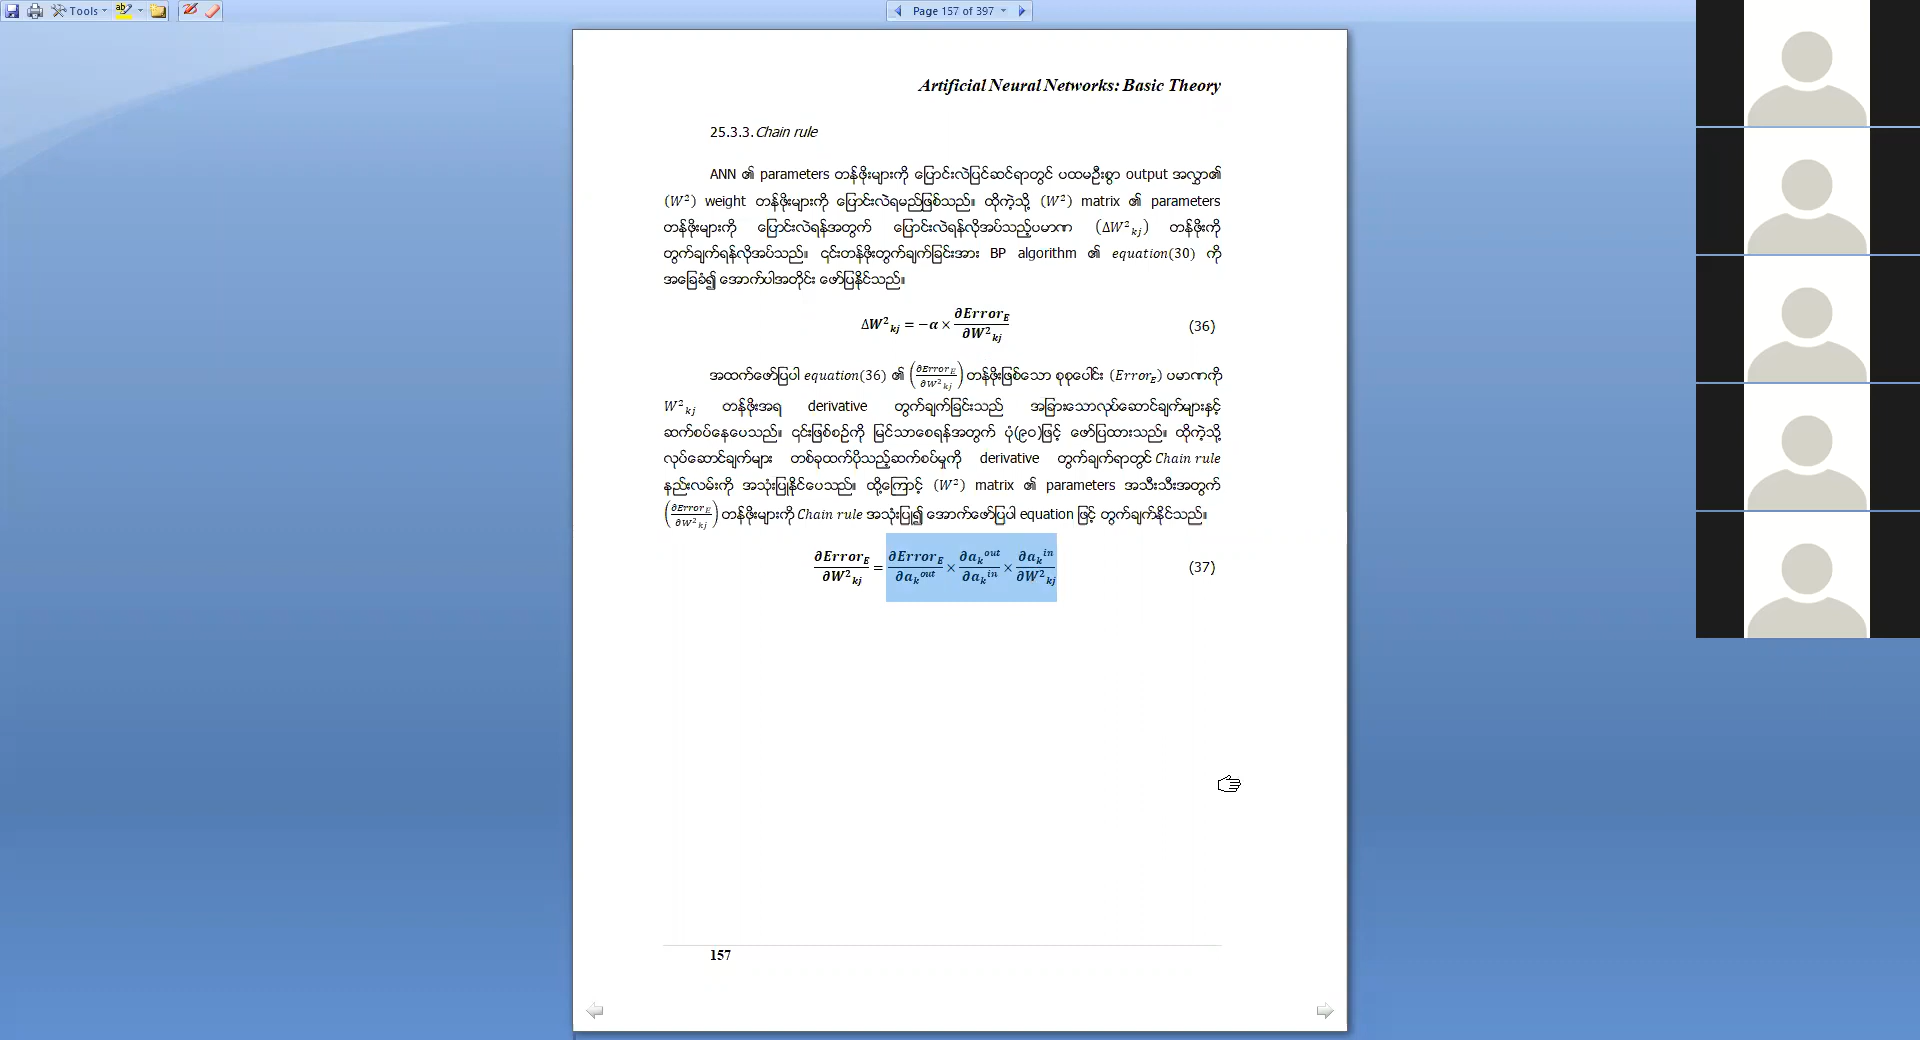 Tools
Page 157 of 397
Artificial Neural Networks: Basic Theory
25.3.3. Chain rule
ANN ၏ parameters တန်ဖိုးများကို ပြောင်းလဲပြင်ဆင်ရာတွင် ပထမဦးစွာ output အလွှာ၏
(W²) weight တန်ဖိုးများကို ပြောင်းလဲရမည်ဖြစ်သည်။ ထိုကဲ့သို့ (W²) matrix ၏ parameters
တန်ဖိုးများကို ပြောင်းလဲရန်အတွက် ပြောင်းလဲရန်လိုအပ်သည့်ပမာဏ (ΔW²ₖⱼ) တန်ဖိုးကို
တွက်ချက်ရန်လိုအပ်သည်။ ၎င်းတန်ဖိုးတွက်ချက်ခြင်းအား BP algorithm ၏ equation(30) ကို
အခြေခံ၍ အောက်ပါအတိုင်း ဖော်ပြနိုင်သည်။
ΔW²ₖⱼ = −α × ∂Error_E / ∂W²ₖⱼ (36)
အထက်ဖော်ပြပါ equation(36) ၏ (∂Error_E / ∂W²ₖⱼ) တန်ဖိုးဖြစ်သော စုစုပေါင်း (Error_E) ပမာဏကို
W²ₖⱼ တန်ဖိုးအရ derivative တွက်ချက်ခြင်းသည် အခြားသောလုပ်ဆောင်ချက်များနှင့်
ဆက်စပ်နေပေသည်။ ၎င်းဖြစ်စဉ်ကို မြင်သာစေရန်အတွက် ပုံ(၉၀)ဖြင့် ဖော်ပြထားသည်။ ထိုကဲ့သို့
လုပ်ဆောင်ချက်များ တစ်ခုထက်ပိုသည့်ဆက်စပ်မှုကို derivative တွက်ချက်ရာတွင် Chain rule
နည်းလမ်းကို အသုံးပြုနိုင်ပေသည်။ ထို့ကြောင့် (W²) matrix ၏ parameters အသီးသီးအတွက်
(∂Error_E / ∂W²ₖⱼ) တန်ဖိုးများကို Chain rule အသုံးပြု၍ အောက်ဖော်ပြပါ equation ဖြင့် တွက်ချက်နိုင်သည်။
∂Error_E / ∂W²ₖⱼ = ∂Error_E / ∂aₖ^out × ∂aₖ^out / ∂aₖ^in × ∂aₖ^in / ∂W²ₖⱼ (37)
157